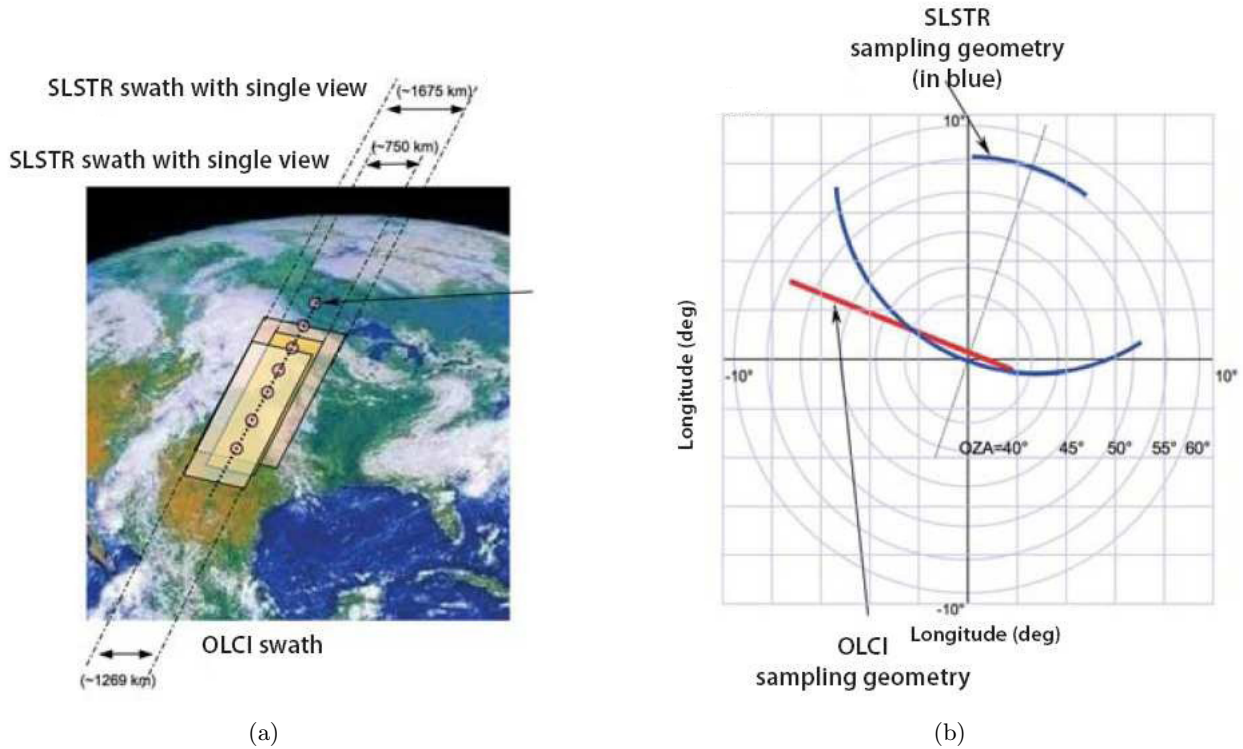 SLSTR swath with single view
(~1675 km)
SLSTR swath with single view
(~750 km)
OLCI swath
(~1269 km)
(a)
SLSTR
sampling geometry
(in blue)
10°
Longitude (deg)
-10°
10°
OZA=40° 45° 50° 55° 60°
-10°
Longitude (deg)
OLCI
sampling geometry
(b)